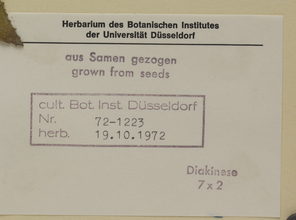 Herbarium des Botanischen Institutes
der Universität Düsseldorf
aus Samen gezogen
grown from seeds
cult. Bot. Inst. Düsseldorf
Nr. 72-1223
herb. 19.10.1972
Diakinese
7 x 2